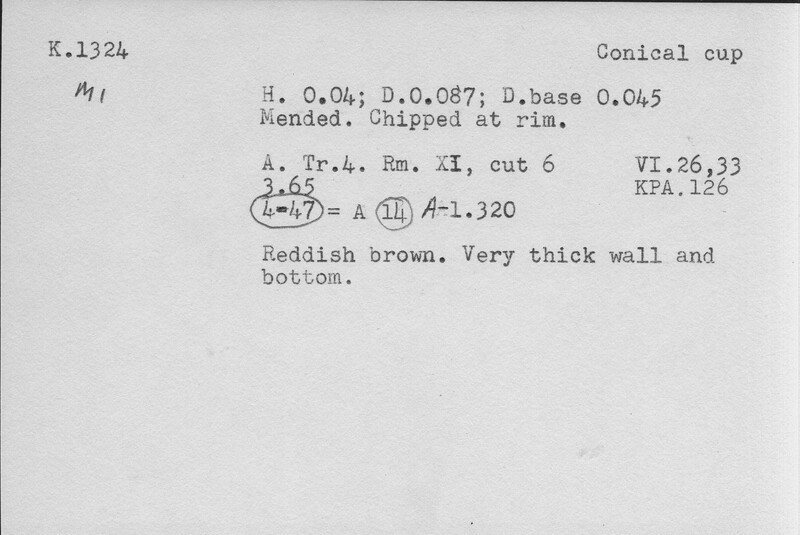 K.1324 Conical cup
M1 H. 0.04; D.0.087; D.base 0.045
Mended. Chipped at rim.
A. Tr.4. Rm. XI, cut 6 VI.26,33
3.65 KPA.126
4-47 = A 14 A-1.320
Reddish brown. Very thick wall and
bottom.